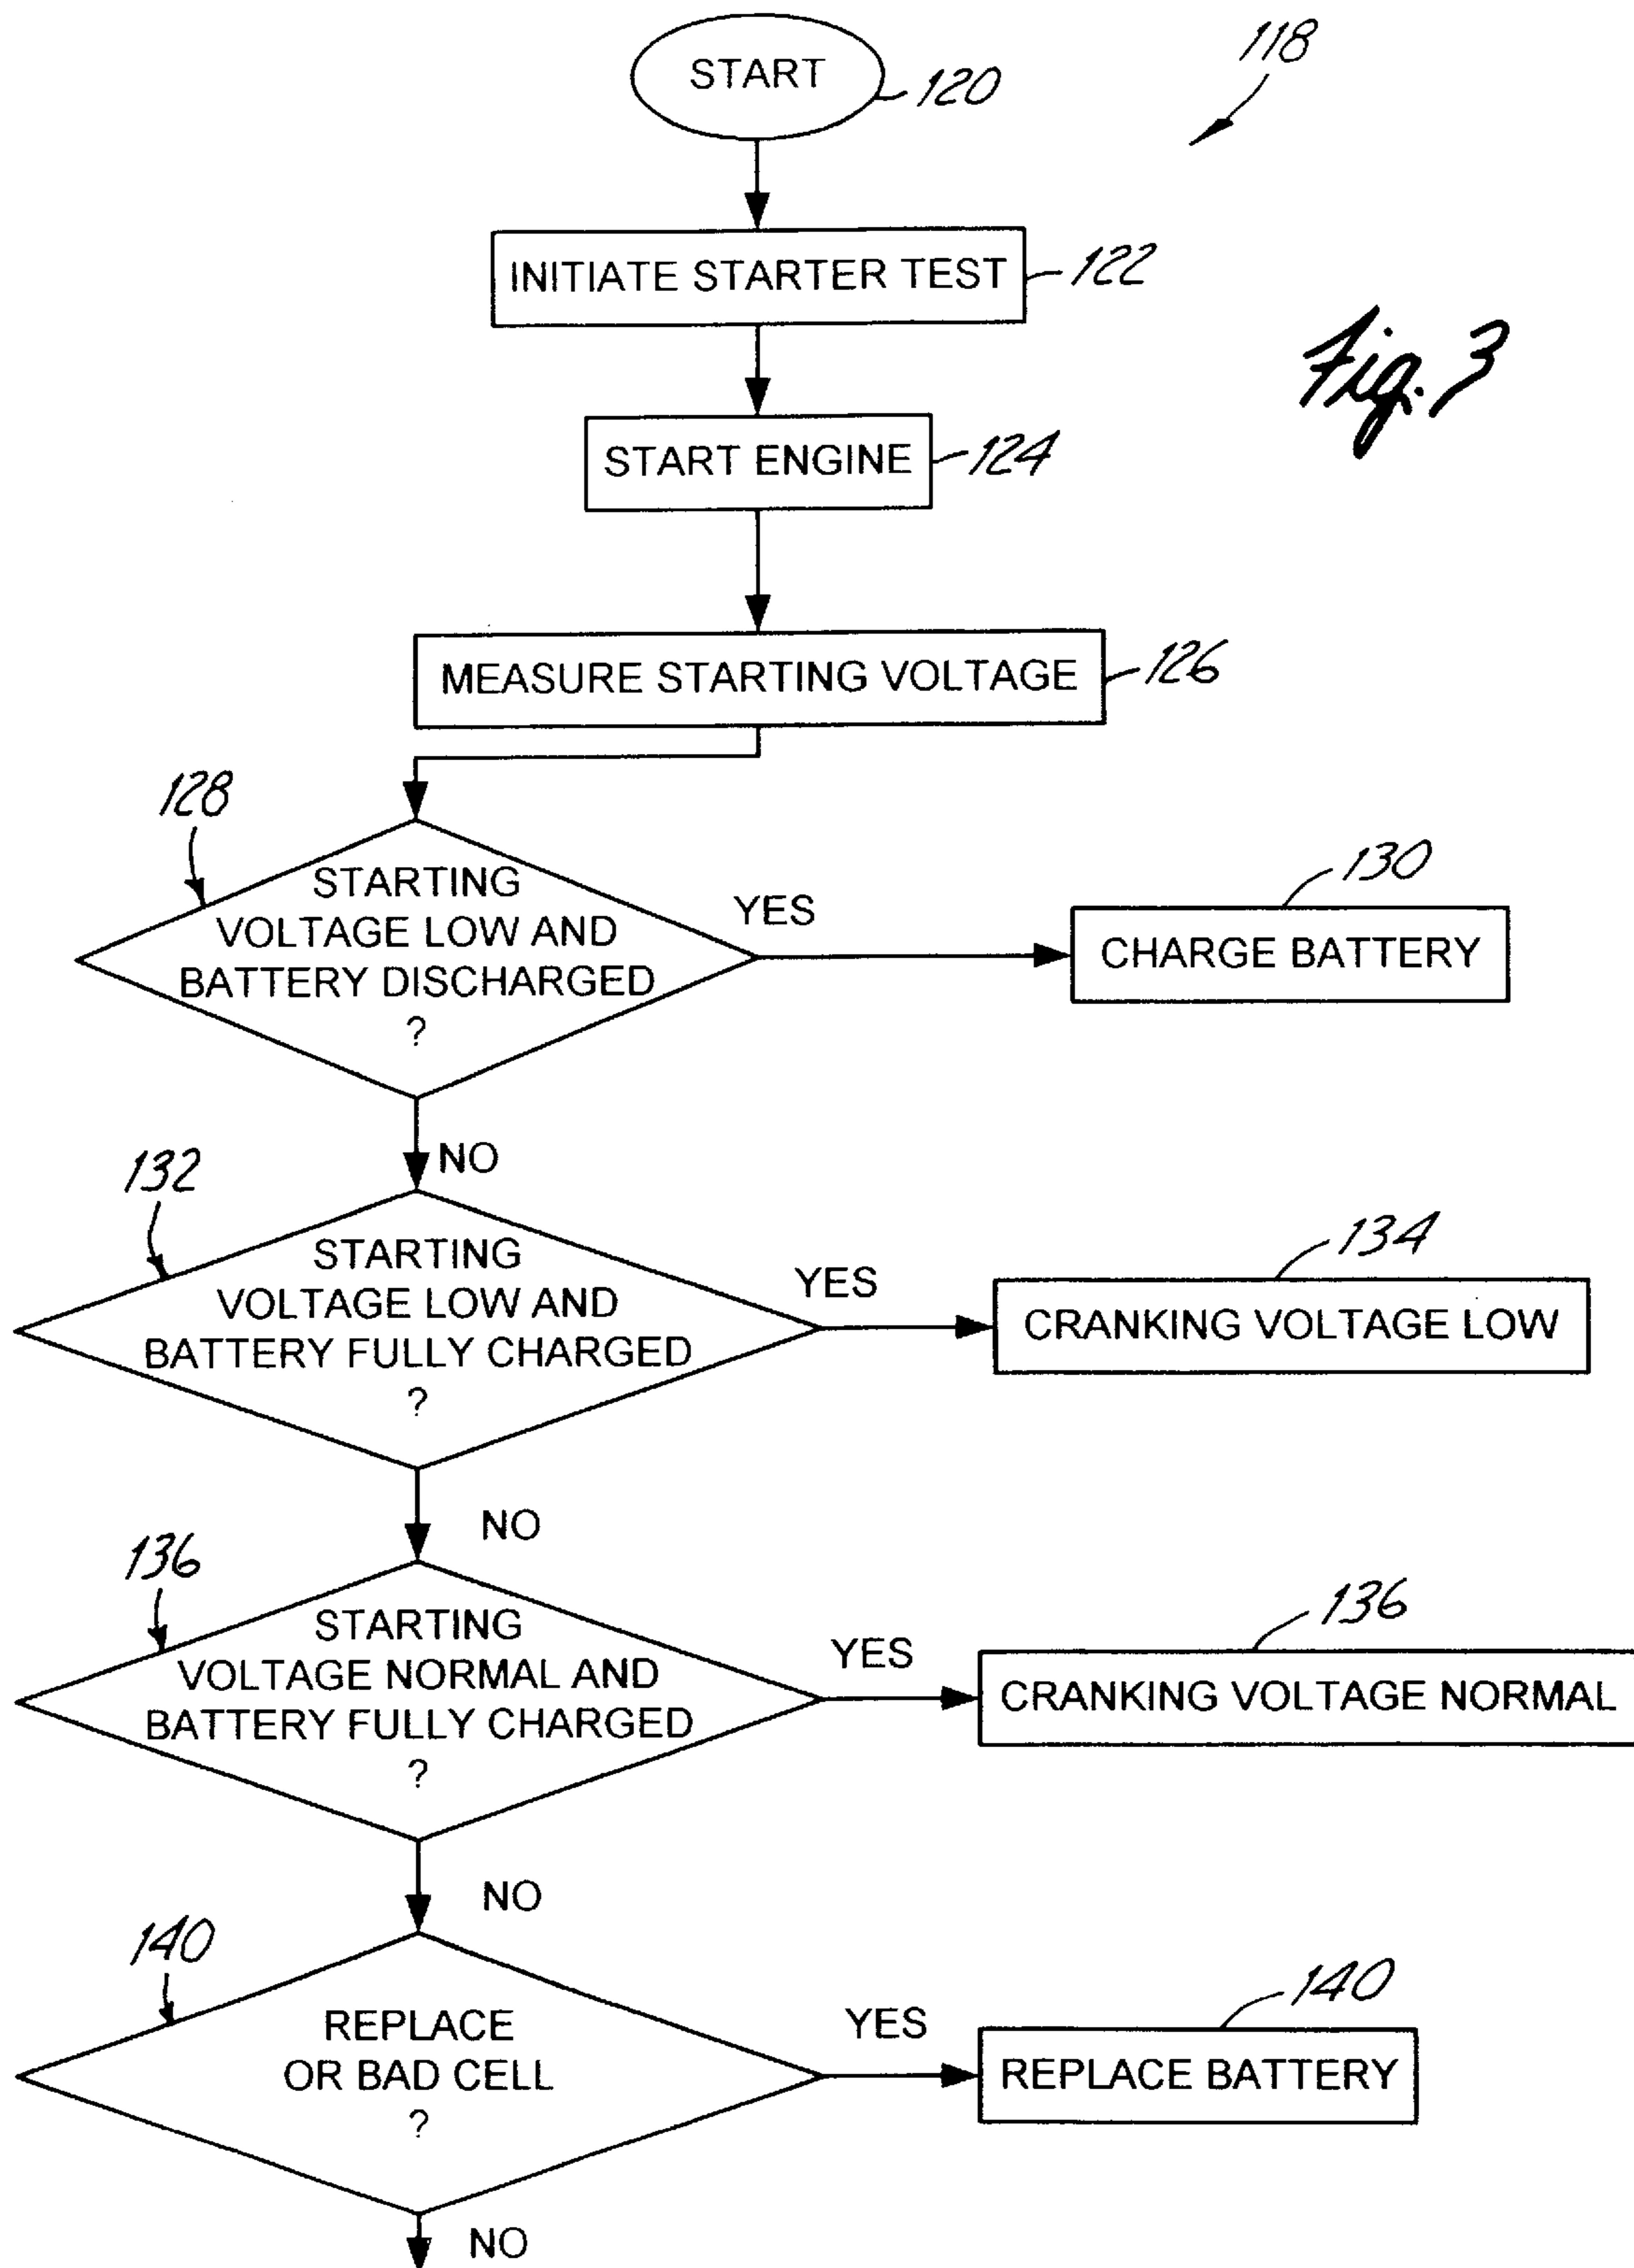 START
120
118
INITIATE STARTER TEST
122
Fig. 3
START ENGINE
124
MEASURE STARTING VOLTAGE
126
128
STARTING
VOLTAGE LOW AND
BATTERY DISCHARGED
?
YES
130
CHARGE BATTERY
NO
132
STARTING
VOLTAGE LOW AND
BATTERY FULLY CHARGED
?
YES
134
CRANKING VOLTAGE LOW
NO
136
STARTING
VOLTAGE NORMAL AND
BATTERY FULLY CHARGED
?
YES
136
CRANKING VOLTAGE NORMAL
NO
140
REPLACE
OR BAD CELL
?
YES
140
REPLACE BATTERY
NO